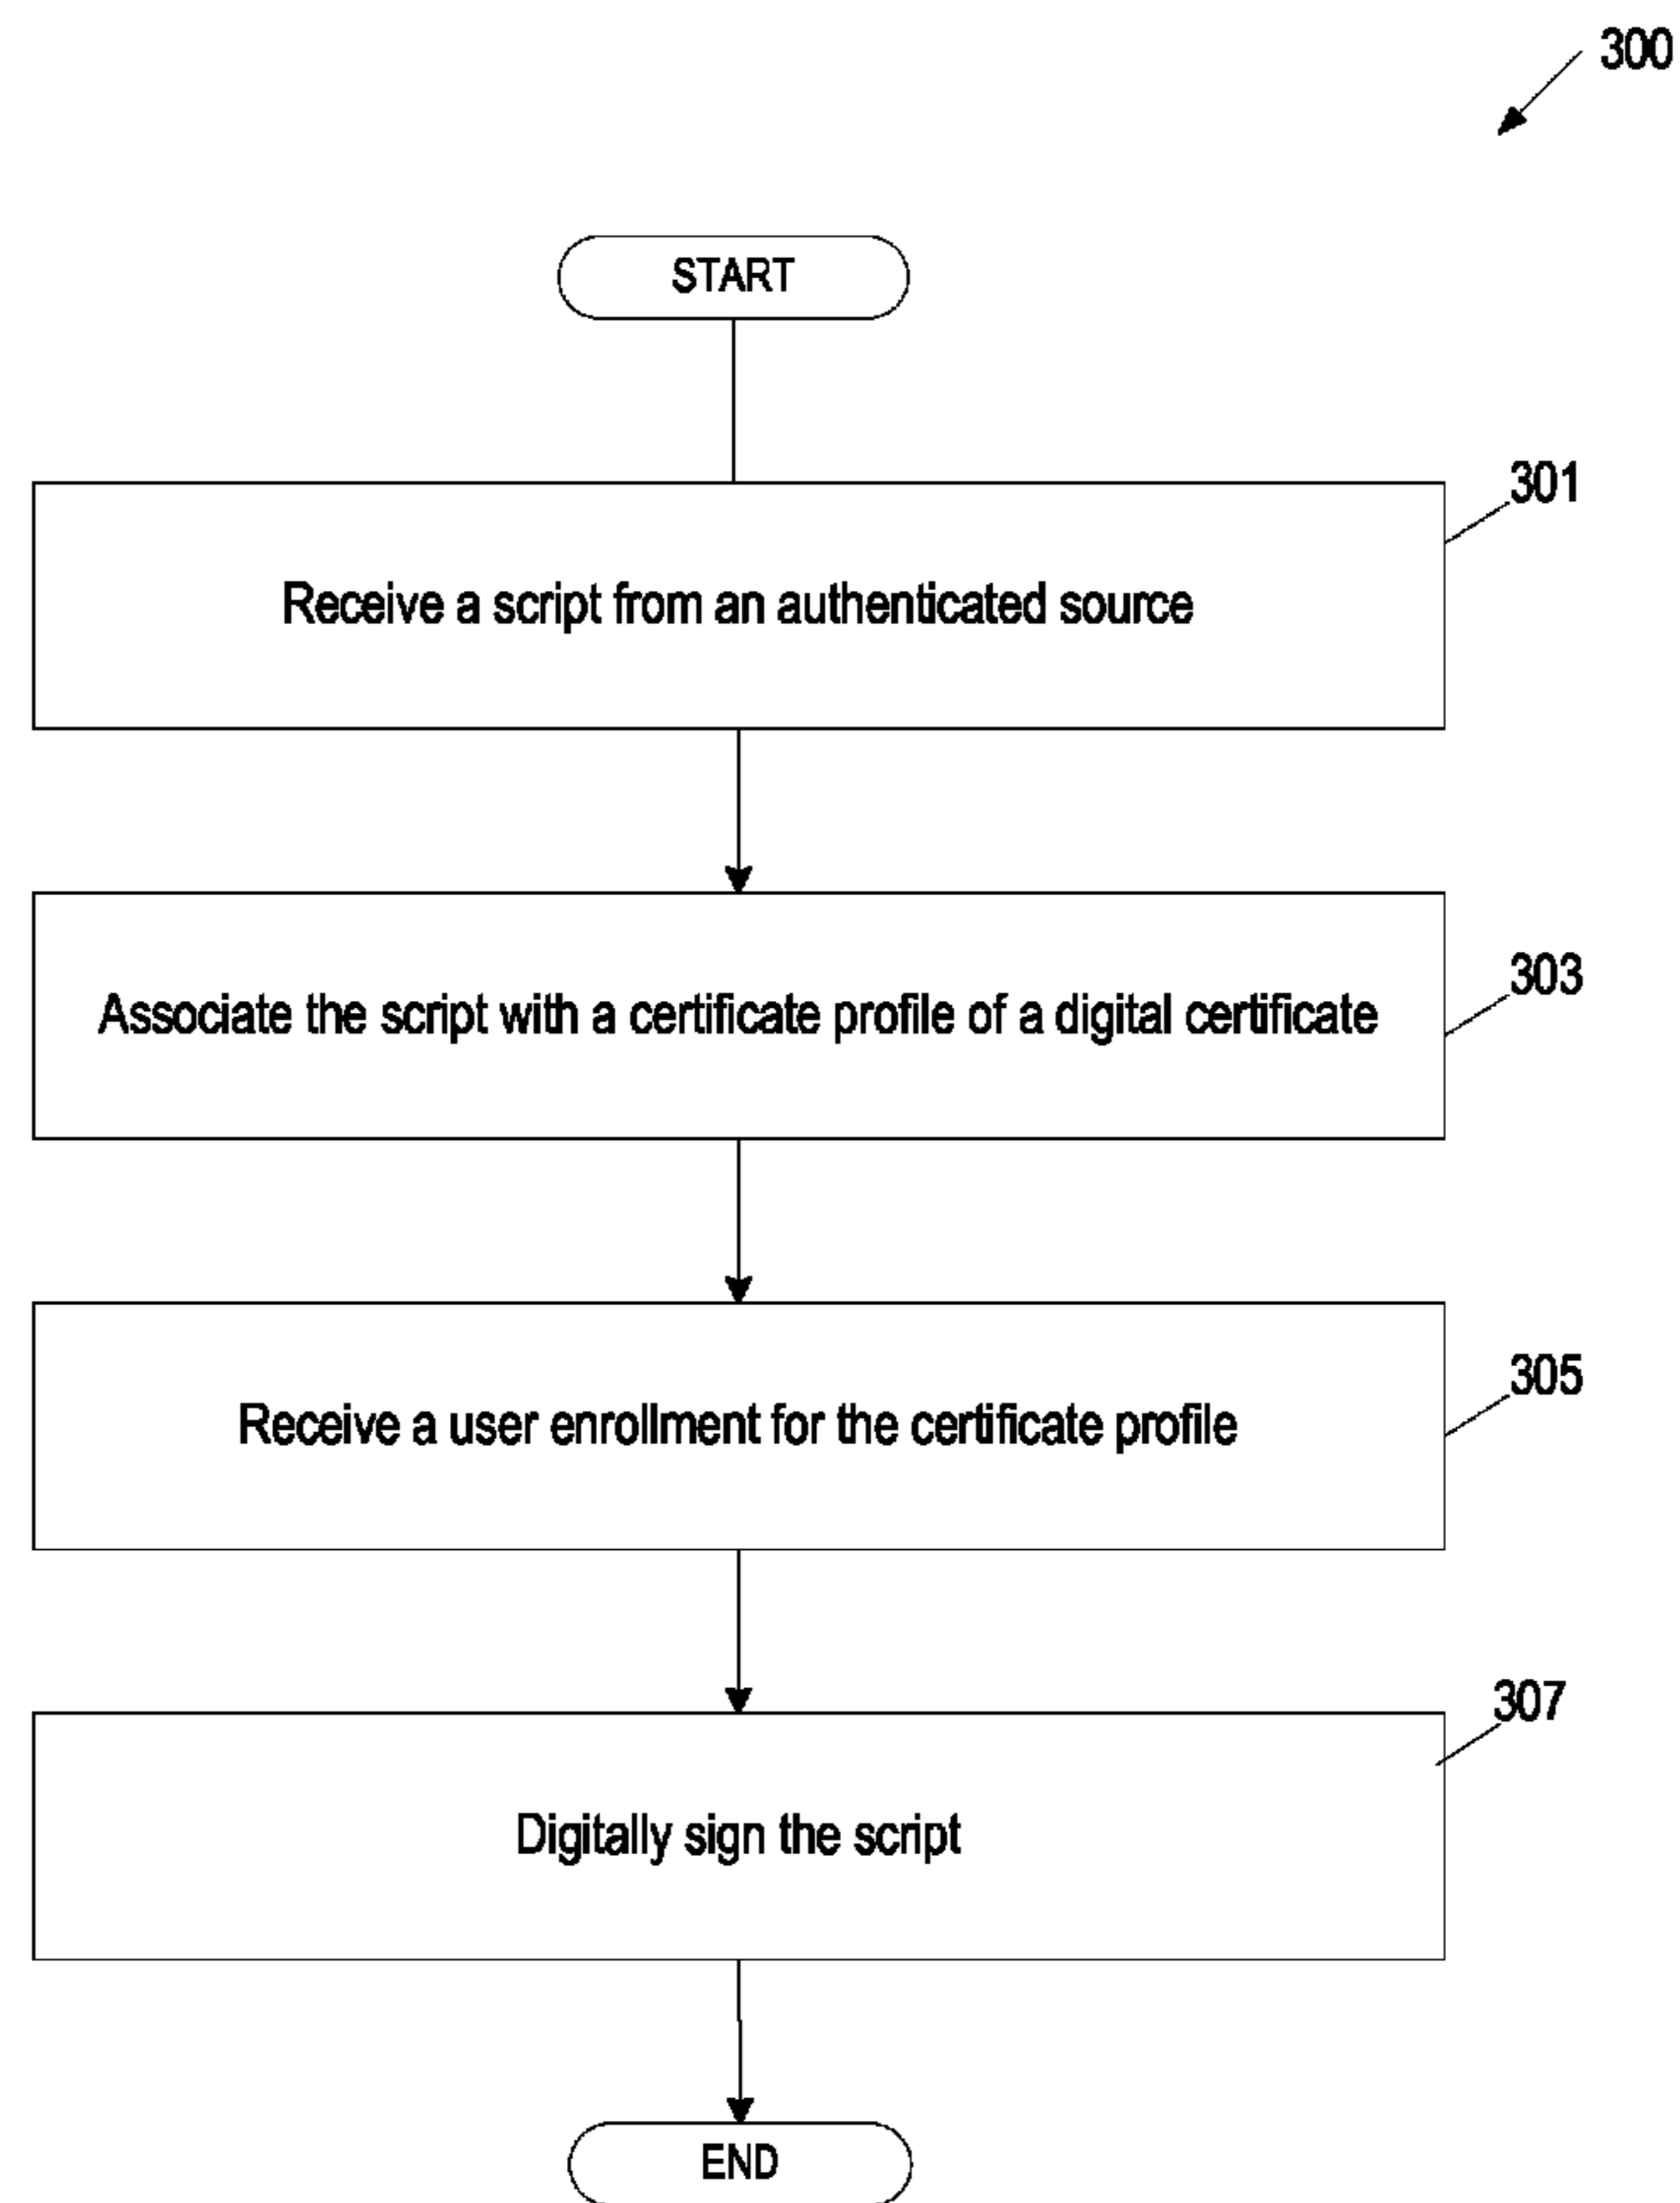 300
START
301
Receive a script from an authenticated source
303
Associate the script with a certificate profile of a digital certificate
305
Receive a user enrollment for the certificate profile
307
Digitally sign the script
END